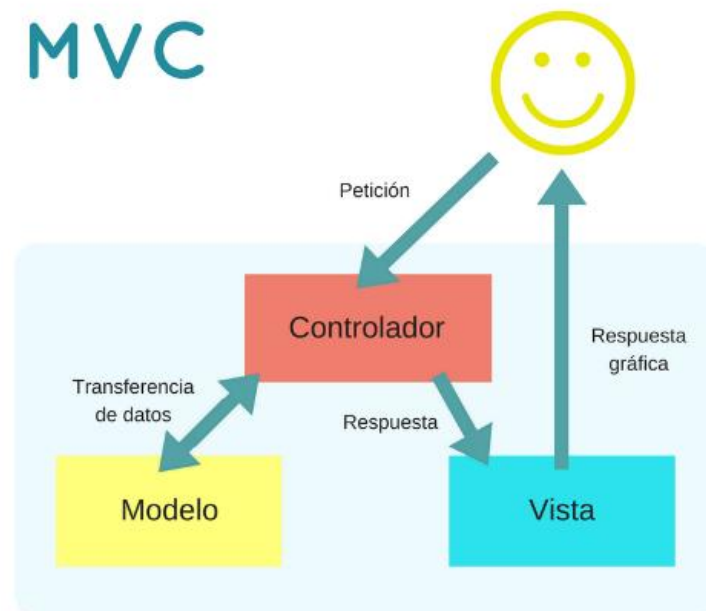 MVC
Petición
Controlador
Respuesta
gráfica
Transferencia
de datos
Respuesta
Modelo
Vista